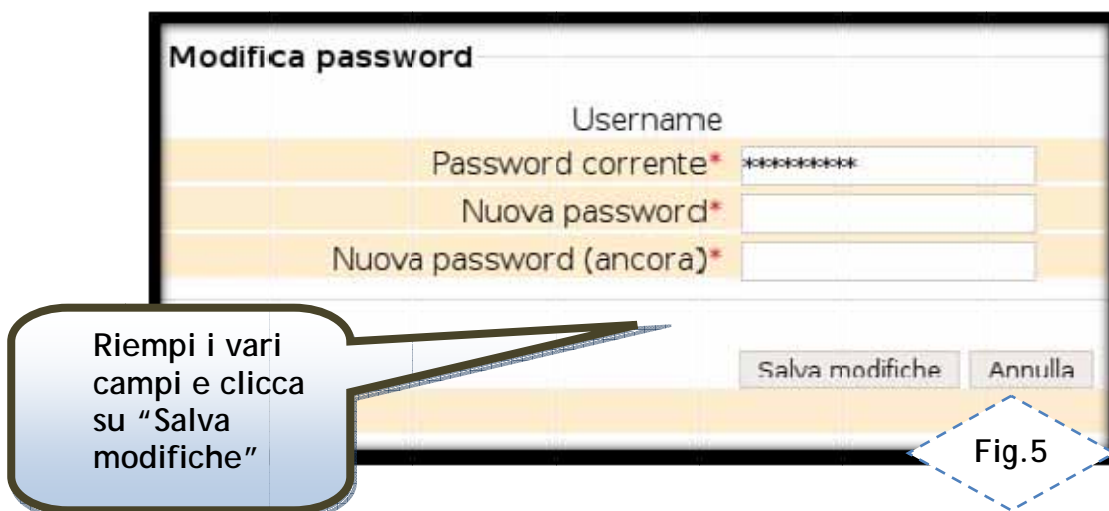 Modifica password
Username
Password corrente* *********
Nuova password*
Nuova password (ancora)*
Riempi i vari
campi e clicca
su “Salva
modifiche”
Salva modifiche Annulla
Fig.5